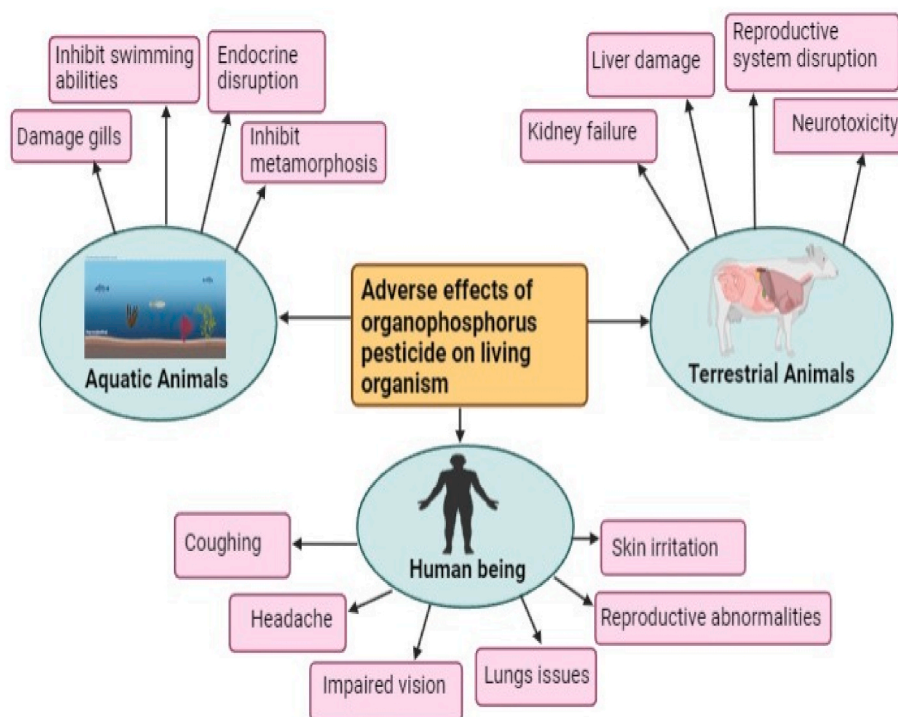 Inhibit swimming
abilities
Endocrine
disruption
Damage gills
Inhibit
metamorphosis
Aquatic Animals
Liver damage
Reproductive
system disruption
Kidney failure
Neurotoxicity
Terrestrial Animals
Adverse effects of
organophosphorus
pesticide on living
organism
Human being
Coughing
Headache
Impaired vision
Lungs issues
Reproductive abnormalities
Skin irritation